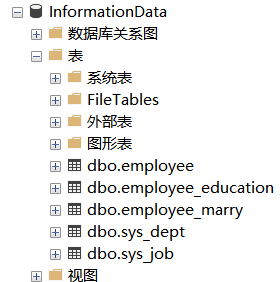 InformationData
数据库关系图
表
系统表
FileTables
外部表
图形表
dbo.employee
dbo.employee_education
dbo.employee_marry
dbo.sys_dept
dbo.sys_job
视图